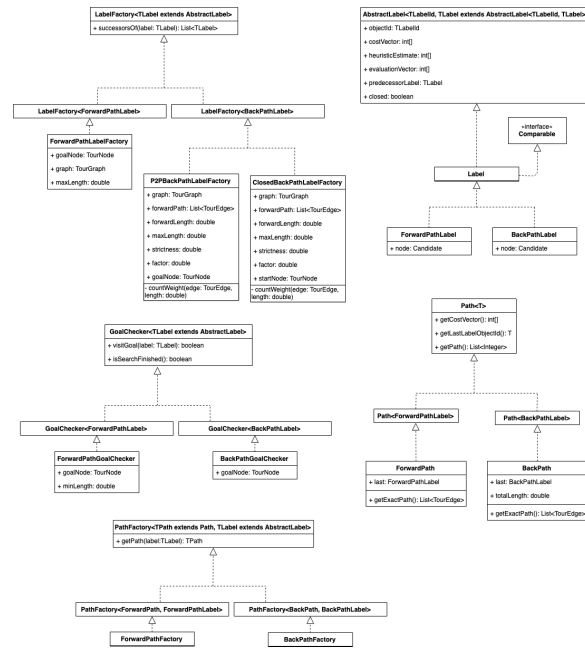 LabelFactory<TLabel extends AbstractLabel>
+ successorsOf(label: TLabel): List<TLabel>
LabelFactory<ForwardPathLabel>
LabelFactory<BackPathLabel>
ForwardPathLabelFactory
+ goalNode: TourNode
+ graph: TourGraph
+ maxLength: double
P2PBackPathLabelFactory
+ graph: TourGraph
+ forwardPath: List<TourEdge>
+ forwardLength: double
+ maxLength: double
+ strictness: double
+ factor: double
+ goalNode: TourNode
- countWeight(edge: TourEdge,
length: double)
ClosedBackPathLabelFactory
+ graph: TourGraph
+ forwardPath: List<TourEdge>
+ forwardLength: double
+ maxLength: double
+ strictness: double
+ factor: double
+ startNode: TourNode
- countWeight(edge: TourEdge,
length: double)
AbstractLabel<TLabelId, TLabel extends AbstractLabel<TLabelId, TLabel>
+ objectId: TLabelId
+ costVector: int[]
+ heuristicEstimate: int[]
+ evaluationVector: int[]
+ predecessorLabel: TLabel
+ closed: boolean
«interface»
Comparable
Label
ForwardPathLabel
+ node: Candidate
BackPathLabel
+ node: Candidate
GoalChecker<TLabel extends AbstractLabel>
+ visitGoal(label: TLabel): boolean
+ isSearchFinished(): boolean
GoalChecker<ForwardPathLabel>
GoalChecker<BackPathLabel>
ForwardPathGoalChecker
+ goalNode: TourNode
+ minLength: double
BackPathGoalChecker
+ goalNode: TourNode
Path<T>
+ getCostVector(): int[]
+ getLastLabelObjectId(): T
+ getPath(): List<Integer>
Path<ForwardPathLabel>
Path<BackPathLabel>
ForwardPath
+ last: ForwardPathLabel
+ getExactPath(): List<TourEdge>
BackPath
+ last: BackPathLabel
+ totalLength: double
+ getExactPath(): List<TourEdge>
PathFactory<TPath extends Path, TLabel extends AbstractLabel>
+ getPath(label:TLabel): TPath
PathFactory<ForwardPath, ForwardPathLabel>
PathFactory<BackPath, BackPathLabel>
ForwardPathFactory
BackPathFactory